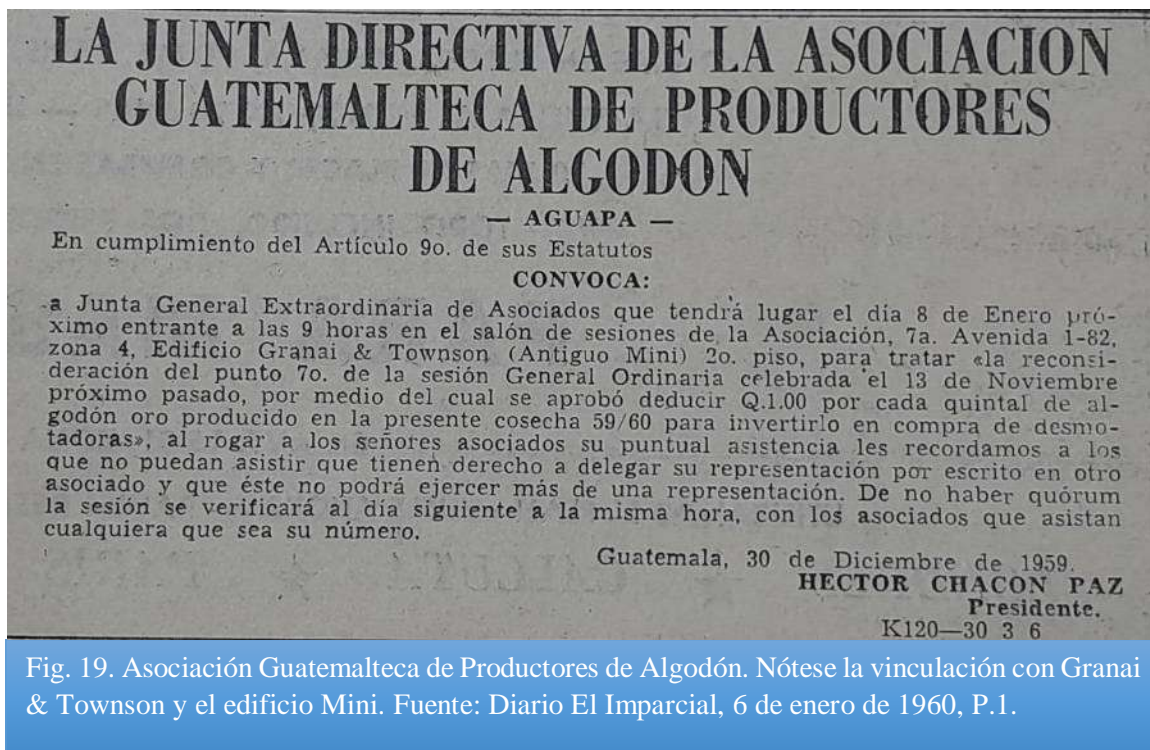 LA JUNTA DIRECTIVA DE LA ASOCIACION
GUATEMALTECA DE PRODUCTORES
DE ALGODON
— AGUAPA —
En cumplimiento del Artículo 9o. de sus Estatutos
CONVOCA:
a Junta General Extraordinaria de Asociados que tendrá lugar el día 8 de Enero pró-
ximo entrante a las 9 horas en el salón de sesiones de la Asociación, 7a. Avenida 1-82,
zona 4, Edificio Granai & Townson (Antiguo Mini) 2o. piso, para tratar «la reconsi-
deración del punto 7o. de la sesión General Ordinaria celebrada el 13 de Noviembre
próximo pasado, por medio del cual se aprobó deducir Q.1.00 por cada quintal de al-
godón oro producido en la presente cosecha 59/60 para invertirlo en compra de desmo-
tadoras», al rogar a los señores asociados su puntual asistencia les recordamos a los
que no puedan asistir que tienen derecho a delegar su representación por escrito en otro
asociado y que éste no podrá ejercer más de una representación. De no haber quórum
la sesión se verificará al día siguiente a la misma hora, con los asociados que asistan
cualquiera que sea su número.
Guatemala, 30 de Diciembre de 1959.
HECTOR CHACON PAZ
Presidente.
K120—30 3 6
Fig. 19. Asociación Guatemalteca de Productores de Algodón. Nótese la vinculación con Granai
& Townson y el edificio Mini. Fuente: Diario El Imparcial, 6 de enero de 1960, P.1.